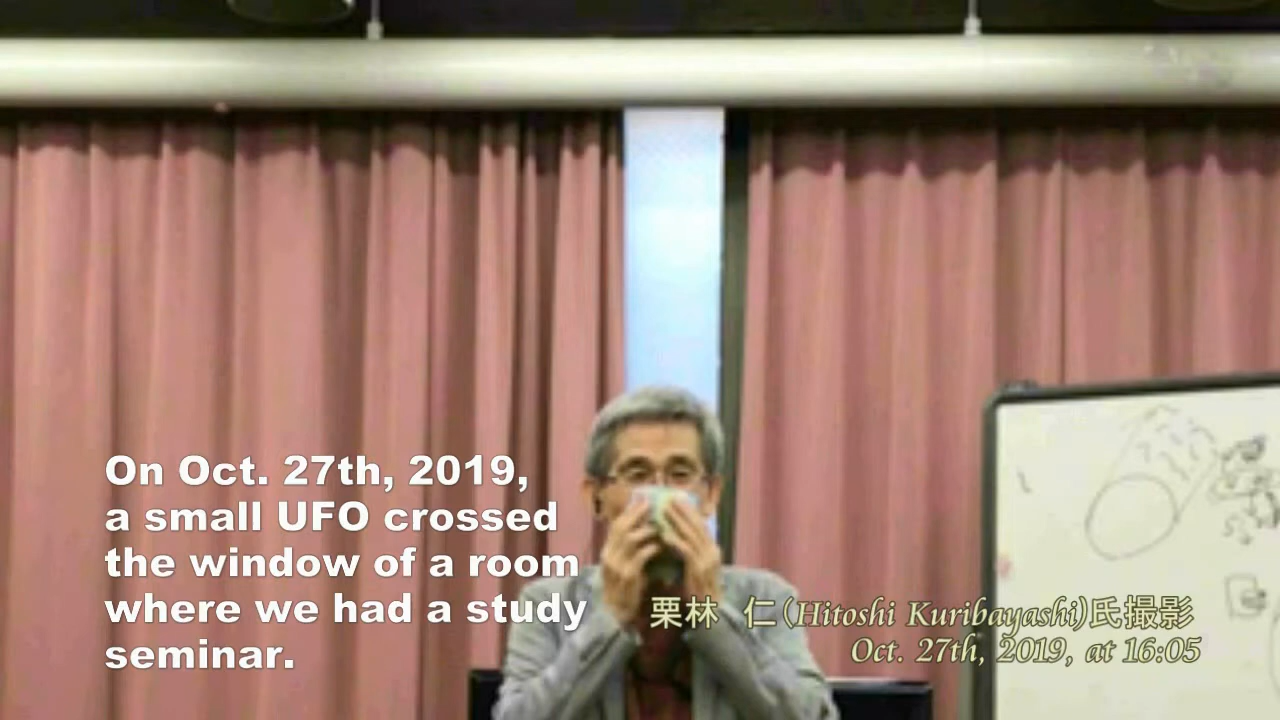 On Oct. 27th, 2019,
a small UFO crossed
the window of a room
where we had a study
seminar.
栗林　仁(Hitoshi Kuribayashi)氏撮影
Oct. 27th, 2019, at 16:05